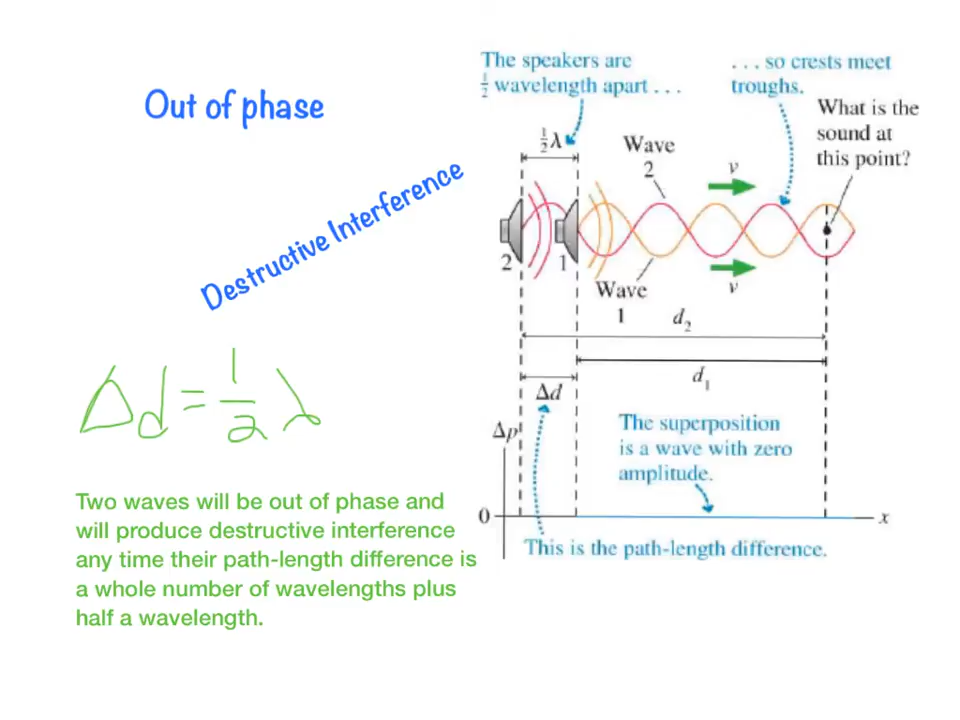 Out of phase
Destructive Interference
Δd = 1/2 λ
Two waves will be out of phase and
will produce destructive interference
any time their path-length difference is
a whole number of wavelengths plus
half a wavelength.
The speakers are
1/2 wavelength apart . . .
. . . so crests meet
troughs.
What is the
sound at
this point?
1/2 λ
Wave
2
v
2
1
Wave
1
v
d₂
d₁
Δd
Δp
The superposition
is a wave with zero
amplitude.
0
x
This is the path-length difference.